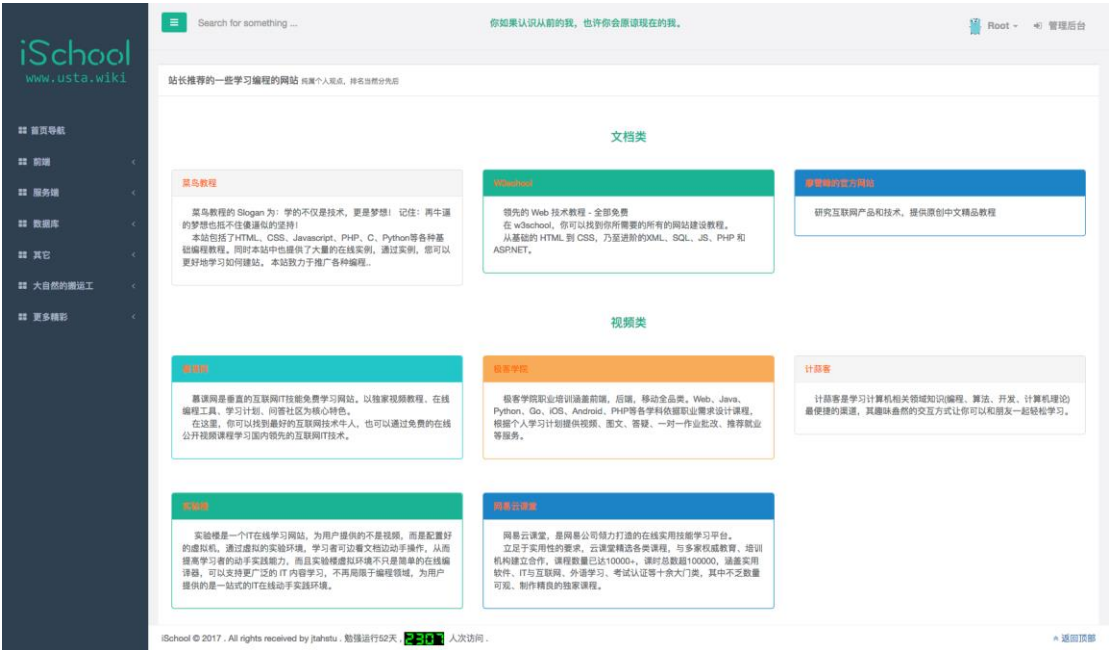 Search for something ...
你如果认识从前的我，也许你会原谅现在的我。
Root
管理后台
iSchool
www.usta.wiki
首页导航
前端
服务端
数据库
其它
大自然的搬运工
更多精彩
站长推荐的一些学习编程的网站 纯属个人观点，排名当然分先后
文档类
菜鸟教程
菜鸟教程的 Slogan 为：学的不仅是技术，更是梦想！ 记住：再牛逼
的梦想也抵不住傻逼似的坚持！
本站包括了HTML、CSS、Javascript、PHP、C、Python等各种基
础编程教程。同时本站中也提供了大量的在线实例，通过实例，您可以
更好地学习如何建站。 本站致力于推广各种编程..
W3school
领先的 Web 技术教程 - 全部免费
在 w3school，你可以找到你所需要的所有的网站建设教程。
从基础的 HTML 到 CSS，乃至进阶的XML、SQL、JS、PHP 和
ASP.NET。
廖雪峰的官方网站
研究互联网产品和技术，提供原创中文精品教程
视频类
慕课网
慕课网是垂直的互联网IT技能免费学习网站。以独家视频教程、在线
编程工具、学习计划、问答社区为核心特色。
在这里，你可以找到最好的互联网技术牛人，也可以通过免费的在线
公开视频课程学习国内领先的互联网IT技术。
极客学院
极客学院职业培训涵盖前端，后端，移动全品类。Web、Java、
Python、Go、iOS、Android、PHP等各学科依据职业需求设计课程，
根据个人学习计划提供视频、图文、答疑、一对一作业批改、推荐就业
等服务。
计蒜客
计蒜客是学习计算机相关领域知识(编程、算法、开发、计算机理论)
最便捷的渠道，其趣味盎然的交互方式让你可以和朋友一起轻松学习。
实验楼
实验楼是一个IT在线学习网站，为用户提供的不是视频，而是配置好
的虚拟机，通过虚拟的实验环境，学习者可边看文档边动手操作，从而
提高学习者的动手实践能力，而且实验楼虚拟环境不只是简单的在线编
译器，可以支持更广泛的 IT 内容学习，不再局限于编程领域，为用户
提供的是一站式的IT在线动手实践环境。
网易云课堂
网易云课堂，是网易公司倾力打造的在线实用技能学习平台。
立足于实用性的要求，云课堂精选各类课程，与多家权威教育、培训
机构建立合作，课程数量已达10000+，课时总数超100000，涵盖实用
软件、IT与互联网、外语学习、考试认证等十余大门类，其中不乏数量
可观、制作精良的独家课程。
iSchool © 2017 . All rights received by jtahstu . 勉强运行52天 , 2307 人次访问 .
返回顶部